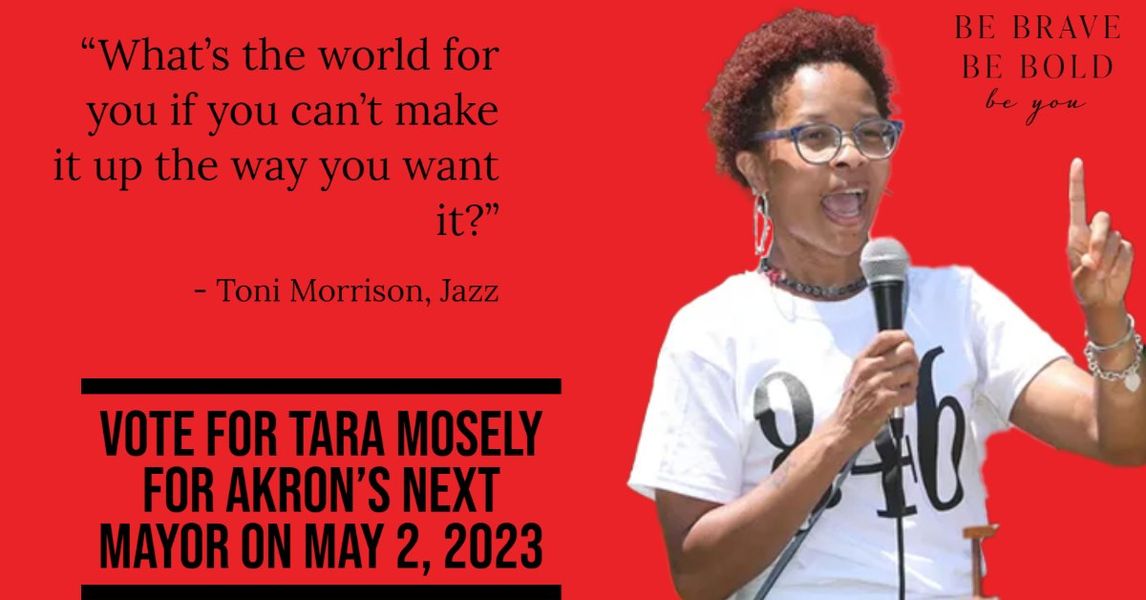 “What’s the world for
you if you can’t make
it up the way you want
it?”
- Toni Morrison, Jazz
VOTE FOR TARA MOSELY
FOR AKRON’S NEXT
MAYOR ON MAY 2, 2023
BE BRAVE
BE BOLD
be you